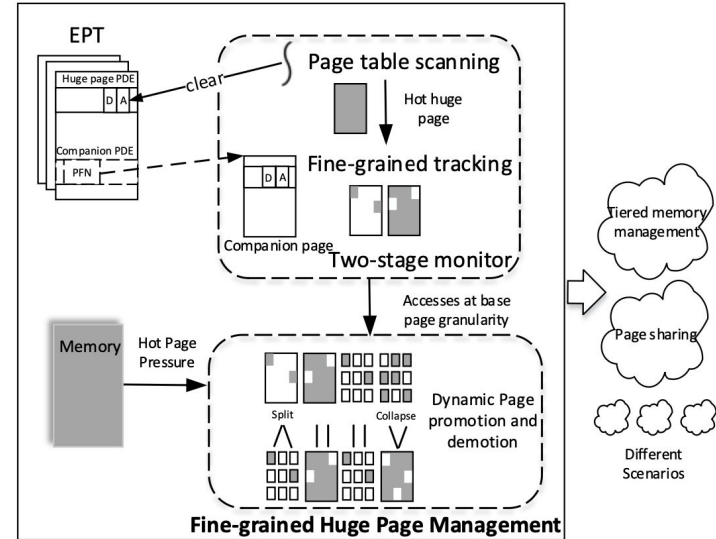 EPT
Huge page PDE
D A
Companion PDE
PFN
clear
Page table scanning
Hot huge
page
Fine-grained tracking
D A
Companion page
Two-stage monitor
Accesses at base
page granularity
Memory
Hot Page
Pressure
Split
Collapse
Dynamic Page
promotion and
demotion
Fine-grained Huge Page Management
Tiered memory
management
Page sharing
Different
Scenarios